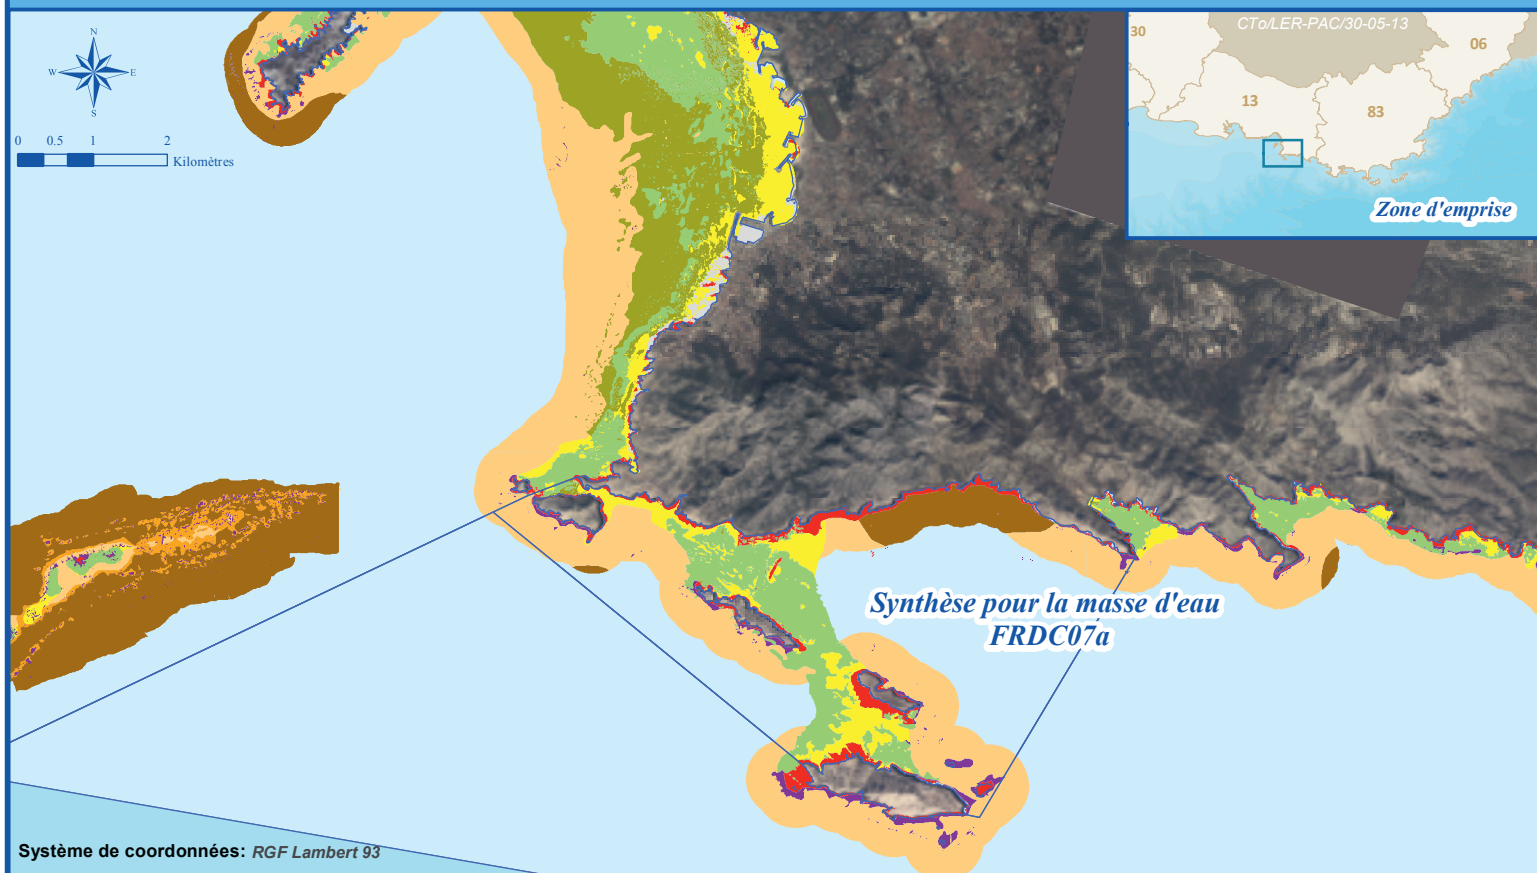 N
W
E
S
0
0.5
1
2
Kilomètres
CTo/LER-PAC/30-05-13
30
06
13
83
Zone d'emprise
Synthèse pour la masse d'eau
FRDC07a
Système de coordonnées: RGF Lambert 93